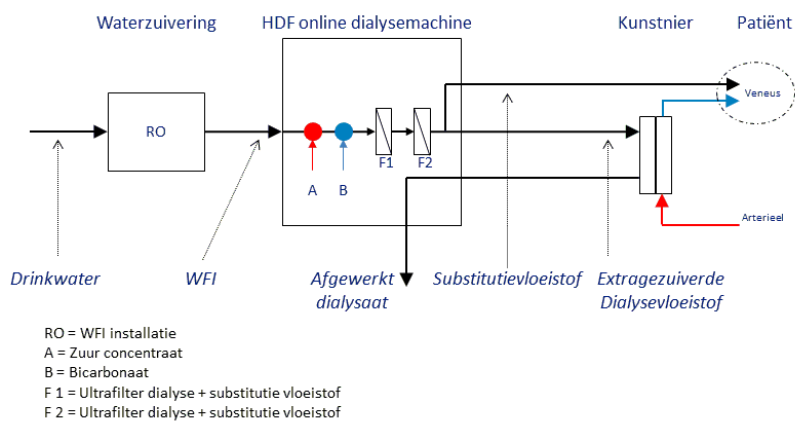 Waterzuivering HDF online dialysemachine Kunstnier Patiënt
Veneus
RO
F1 F2
A B
Arterieel
Drinkwater WFI Afgewerkt Substitutievloeistof Extragezuiverde
dialysaat Dialysevloeistof
RO = WFI installatie
A = Zuur concentraat
B = Bicarbonaat
F 1 = Ultrafilter dialyse + substitutie vloeistof
F 2 = Ultrafilter dialyse + substitutie vloeistof